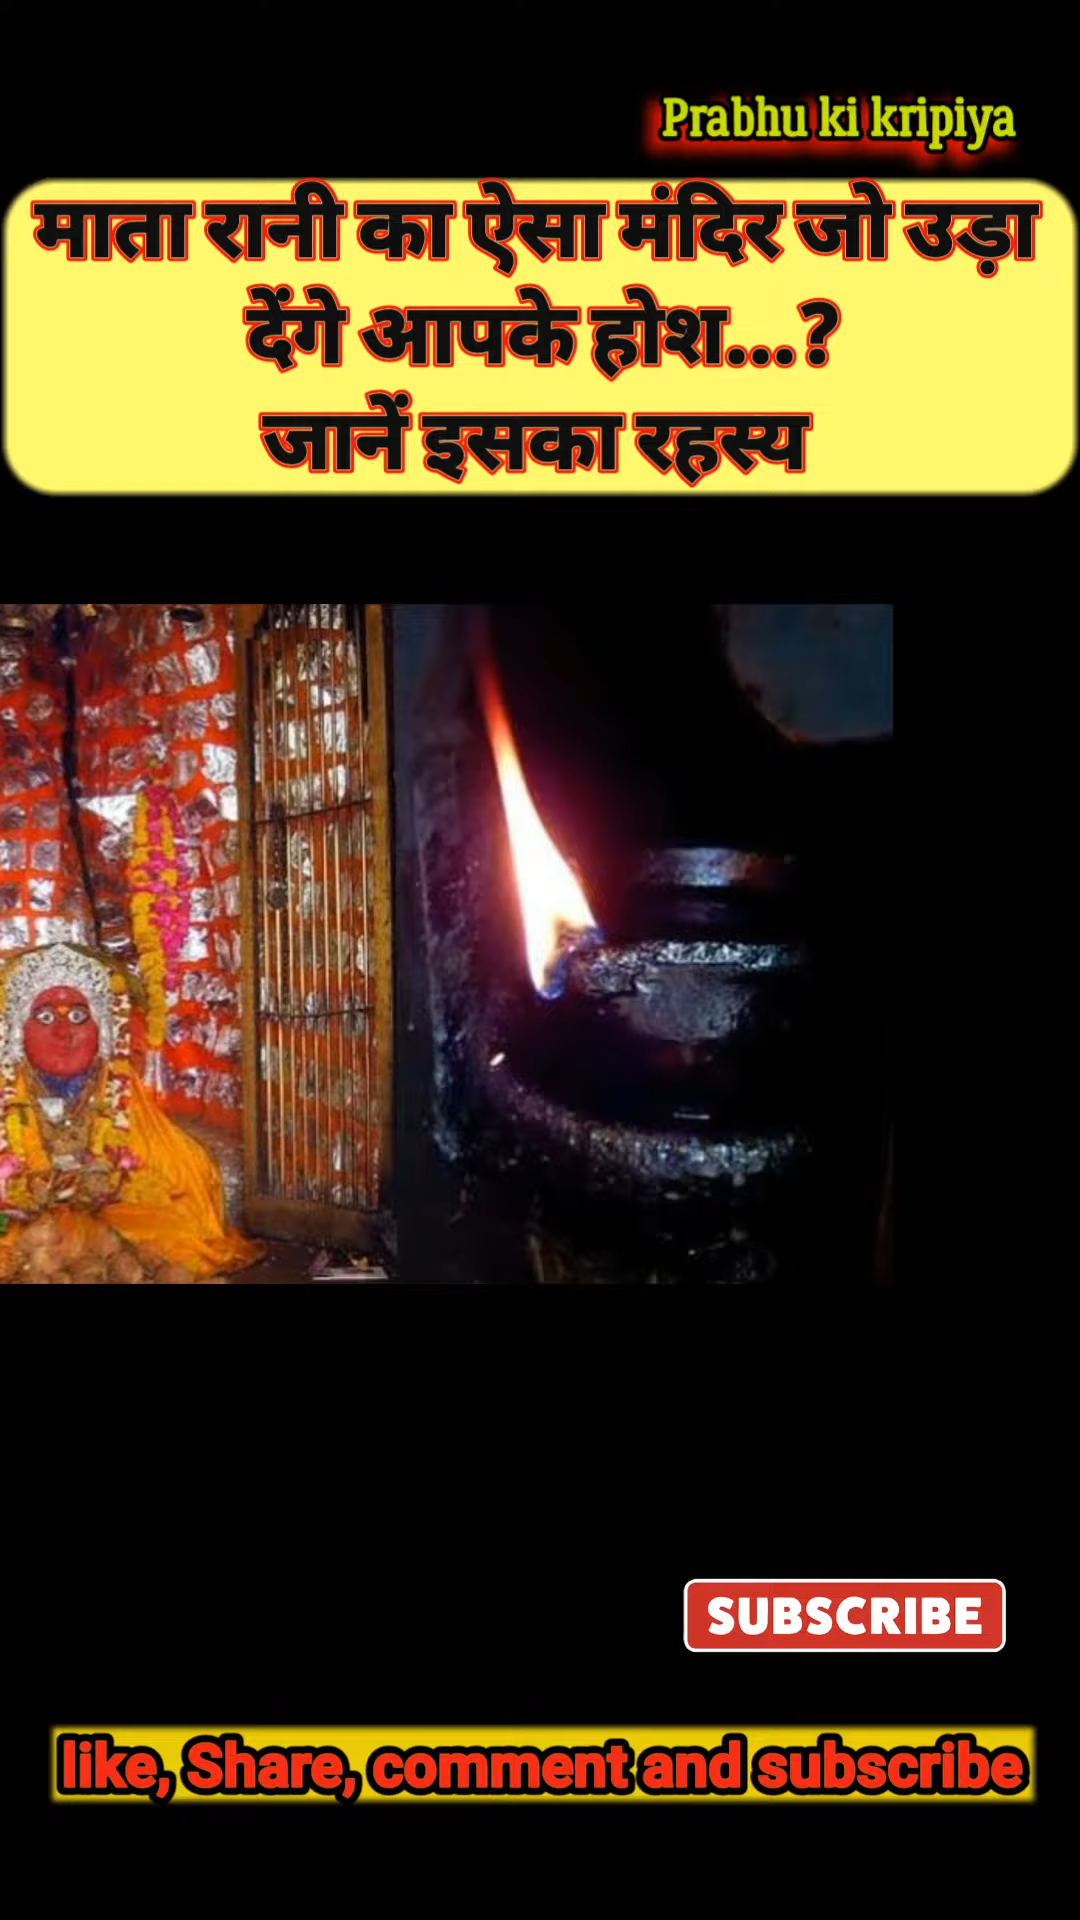 Prabhu ki kripiya
माता रानी का ऐसा मंदिर जो उड़ा
देंगे आपके होश...?
जानें इसका रहस्य
SUBSCRIBE
like, Share, comment and subscribe